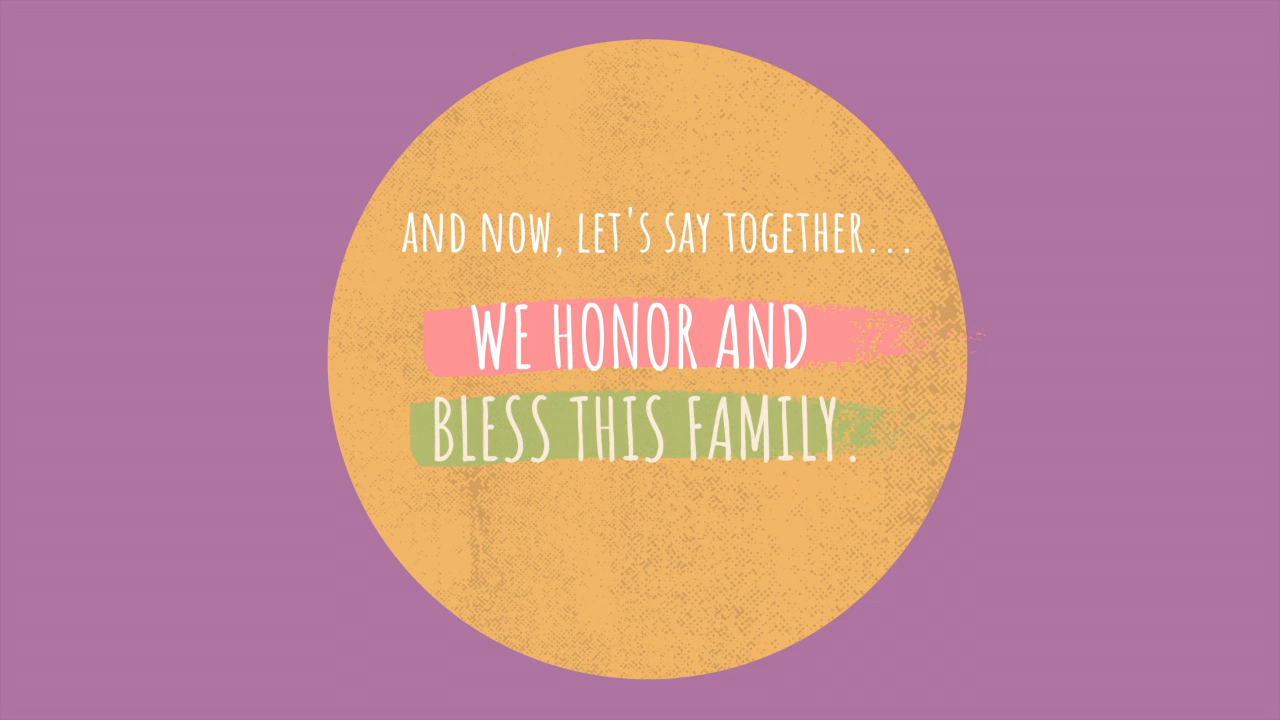 AND NOW, LET'S SAY TOGETHER...
WE HONOR AND
BLESS THIS FAMILY.